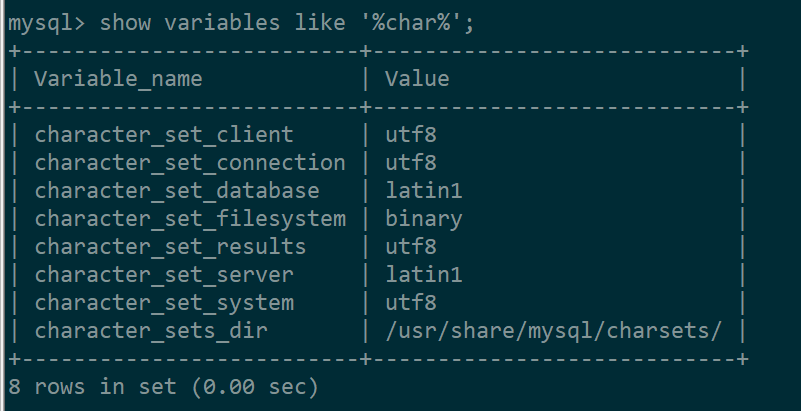 mysql> show variables like '%char%';
+--------------------------+----------------------------+
| Variable_name            | Value                      |
+--------------------------+----------------------------+
| character_set_client     | utf8                       |
| character_set_connection | utf8                       |
| character_set_database   | latin1                     |
| character_set_filesystem | binary                     |
| character_set_results    | utf8                       |
| character_set_server     | latin1                     |
| character_set_system     | utf8                       |
| character_sets_dir       | /usr/share/mysql/charsets/ |
+--------------------------+----------------------------+
8 rows in set (0.00 sec)